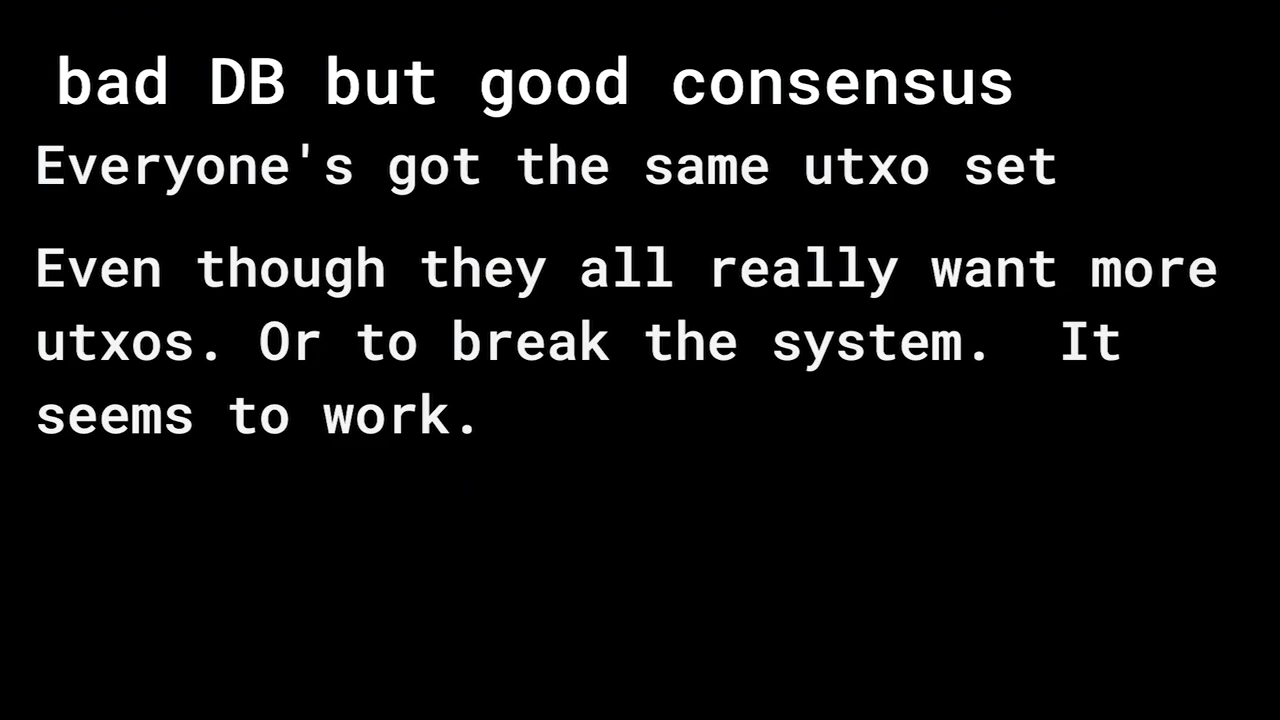 bad DB but good consensus
Everyone's got the same utxo set
Even though they all really want more
utxos. Or to break the system.  It
seems to work.